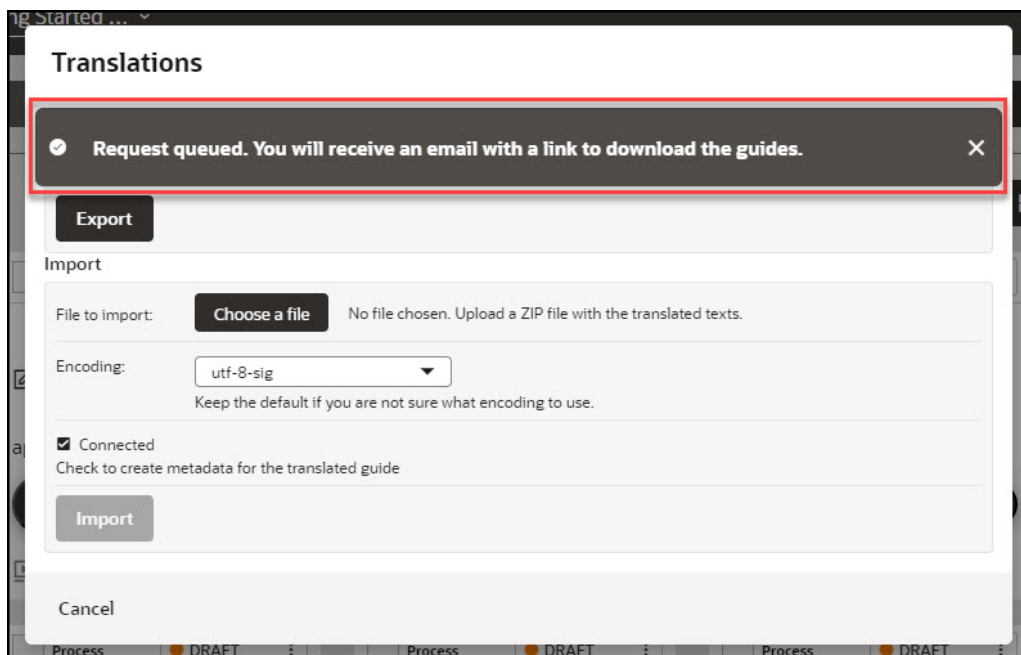 ng Started ...
Translations
Request queued. You will receive an email with a link to download the guides.
Export
Import
File to import: Choose a file No file chosen. Upload a ZIP file with the translated texts.
Encoding: utf-8-sig
Keep the default if you are not sure what encoding to use.
Connected
Check to create metadata for the translated guide
Import
Cancel
Process DRAFT Process DRAFT Process DRAFT